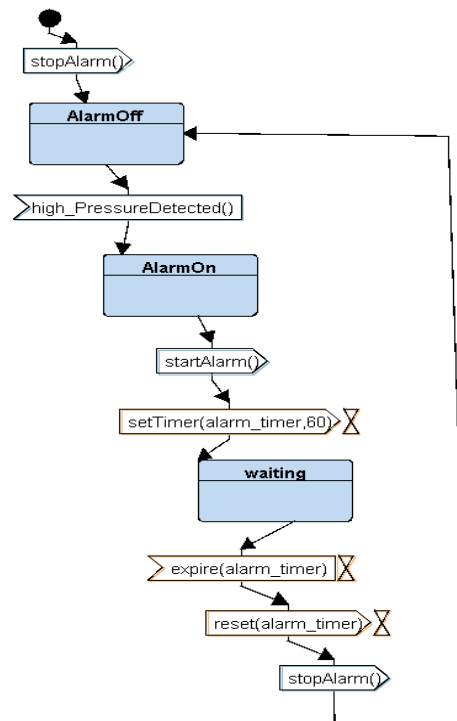 stopAlarm()
AlarmOff
high_PressureDetected()
AlarmOn
startAlarm()
setTimer(alarm_timer,60)
waiting
expire(alarm_timer)
reset(alarm_timer)
stopAlarm()